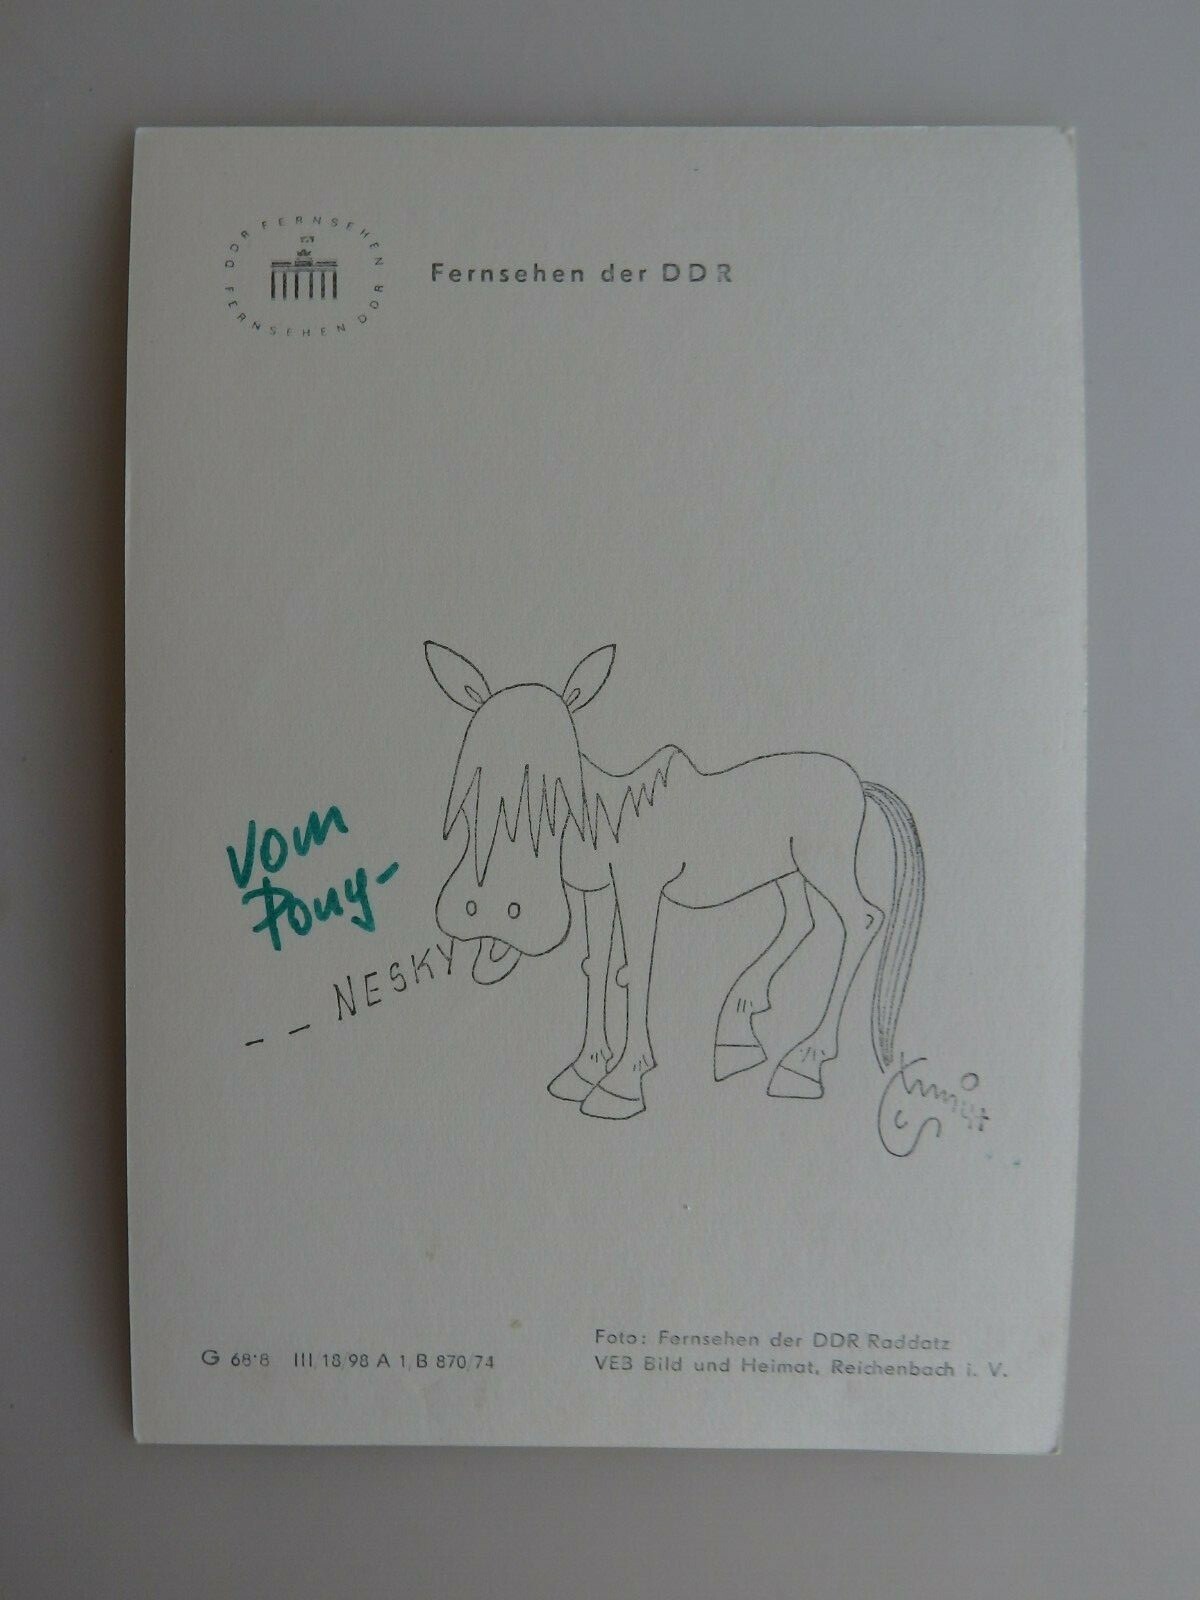 DDR FERNSEHEN
DDR FERNSEHEN
Fernsehen der DDR
vom
Pony-
_ _ NESKY
G 68·8 III/18/98 A 1/B 870/74
Foto: Fernsehen der DDR Raddatz
VEB Bild und Heimat, Reichenbach i. V.